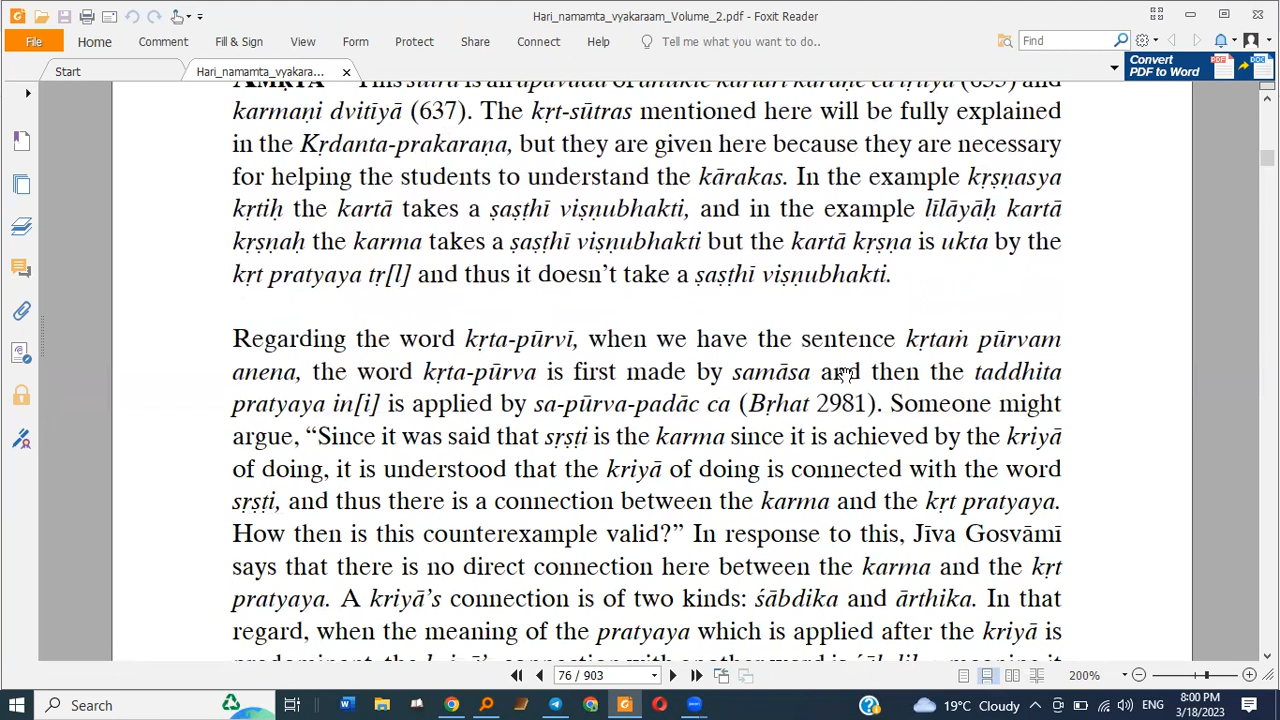 Hari_namamta_vyakaraam_Volume_2.pdf - Foxit Reader
File Home Comment Fill & Sign View Form Protect Share Connect Help Tell me what you want to do.. Find
Start Hari_namamta_vyakara... Convert PDF to Word
AMṚTA
karmaṇi dvitīyā (637). The kṛt-sūtras mentioned here will be fully explained
in the Kṛdanta-prakaraṇa, but they are given here because they are necessary
for helping the students to understand the kārakas. In the example kṛṣṇasya
kṛtiḥ the kartā takes a ṣaṣṭhī viṣṇubhakti, and in the example līlāyāḥ kartā
kṛṣṇaḥ the karma takes a ṣaṣṭhī viṣṇubhakti but the kartā kṛṣṇa is ukta by the
kṛt pratyaya tṛ[l] and thus it doesn’t take a ṣaṣṭhī viṣṇubhakti.
Regarding the word kṛta-pūrvī, when we have the sentence kṛtaṁ pūrvam
anena, the word kṛta-pūrva is first made by samāsa and then the taddhita
pratyaya in[i] is applied by sa-pūrva-padāc ca (Bṛhat 2981). Someone might
argue, “Since it was said that sṛṣṭi is the karma since it is achieved by the kriyā
of doing, it is understood that the kriyā of doing is connected with the word
sṛṣṭi, and thus there is a connection between the karma and the kṛt pratyaya.
How then is this counterexample valid?” In response to this, Jīva Gosvāmī
says that there is no direct connection here between the karma and the kṛt
pratyaya. A kriyā’s connection is of two kinds: śābdika and ārthika. In that
regard, when the meaning of the pratyaya which is applied after the kriyā is
76 / 903 200%
Search 19°C Cloudy ENG 8:00 PM
3/18/2023